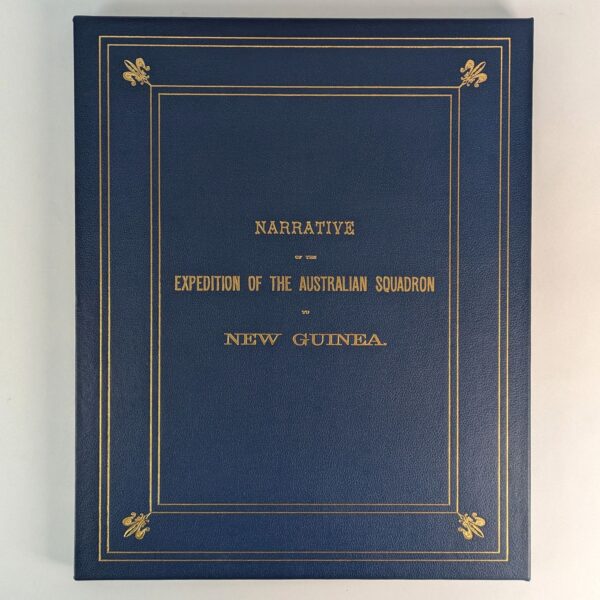 NARRATIVE
OF THE
EXPEDITION OF THE AUSTRALIAN SQUADRON
TO
NEW GUINEA.